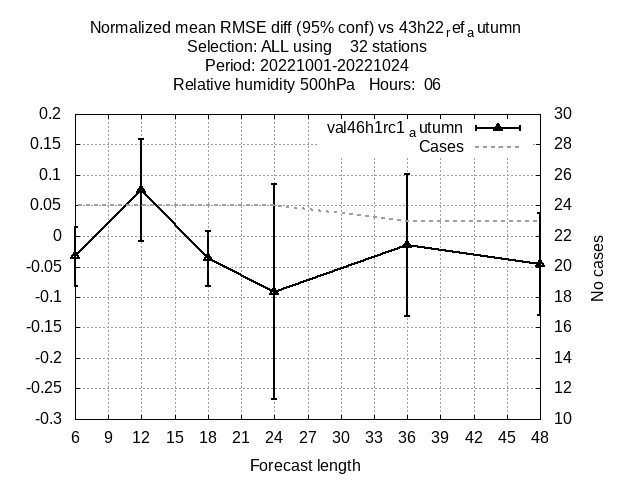 Normalized mean RMSE diff (95% conf) vs 43h22refautumn
Selection: ALL using 32 stations
Period: 20221001-20221024
Relative humidity 500hPa Hours: 06
val46h1rc1autumn
Cases
0.2
0.15
0.1
0.05
0
-0.05
-0.1
-0.15
-0.2
-0.25
-0.3
30
28
26
24
22
20
18
16
14
12
10
No cases
6 9 12 15 18 21 24 27 30 33 36 39 42 45 48
Forecast length